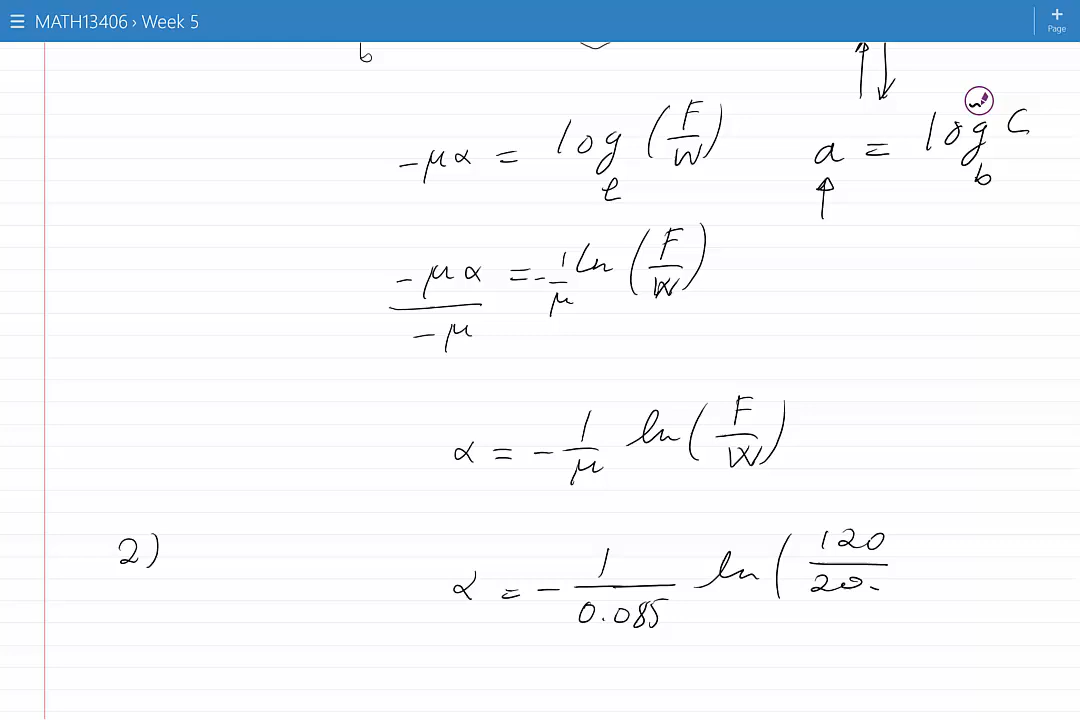 ☰ MATH13406 › Week 5
+ Page
b
-μα = log_e (F/W)
a = log_b C
-μα/-μ = -1/μ ln (F/W)
α = - 1/μ ln (F/W)
2)
α = - 1/0.085 ln ( 120/20.